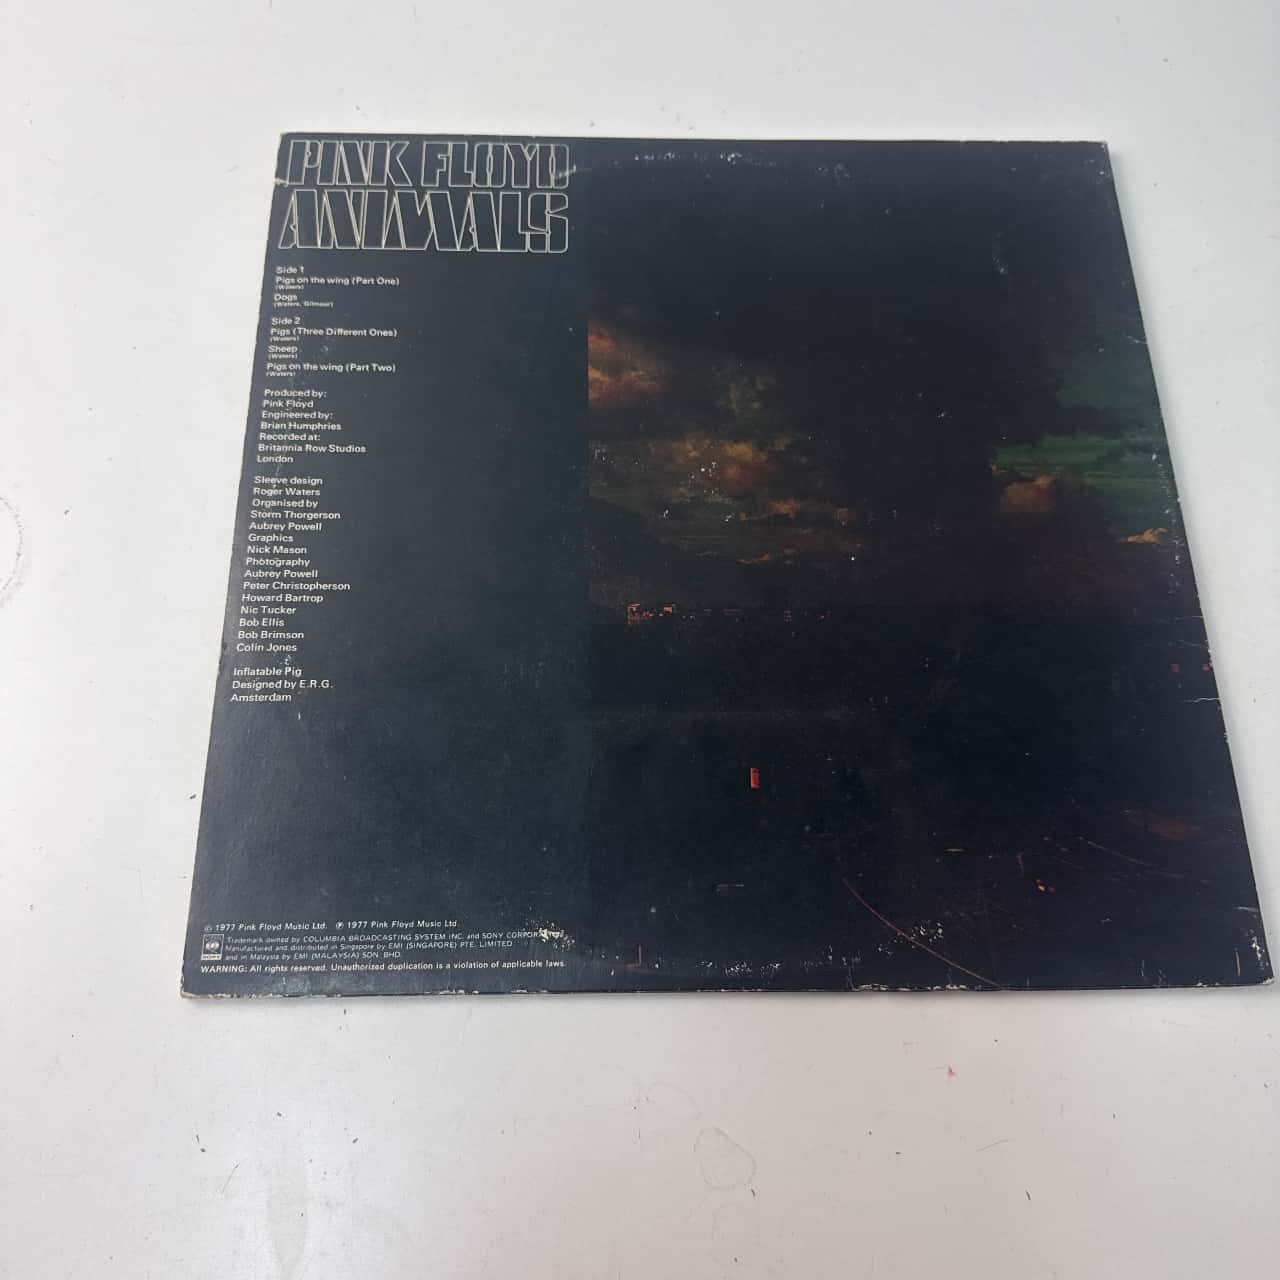 PINK FLOYD
ANIMALS
Side 1
Pigs on the wing (Part One)
(Waters)
Dogs
(Waters, Gilmour)
Side 2
Pigs (Three Different Ones)
(Waters)
Sheep
(Waters)
Pigs on the wing (Part Two)
(Waters)
Produced by:
Pink Floyd
Engineered by:
Brian Humphries
Recorded at:
Britannia Row Studios
London
Sleeve design
Roger Waters
Organised by
Storm Thorgerson
Aubrey Powell
Graphics
Nick Mason
Photography
Aubrey Powell
Peter Christopherson
Howard Bartrop
Nic Tucker
Bob Ellis
Bob Brimson
Colin Jones
Inflatable Pig
Designed by E.R.G.
Amsterdam
© 1977 Pink Floyd Music Ltd. ℗ 1977 Pink Floyd Music Ltd.
Trademark owned by COLUMBIA BROADCASTING SYSTEM INC. and SONY CORPORATION
Manufactured and distributed in Singapore by EMI (SINGAPORE) PTE. LIMITED
and in Malaysia by EMI (MALAYSIA) SDN. BHD.
WARNING: All rights reserved. Unauthorized duplication is a violation of applicable laws.